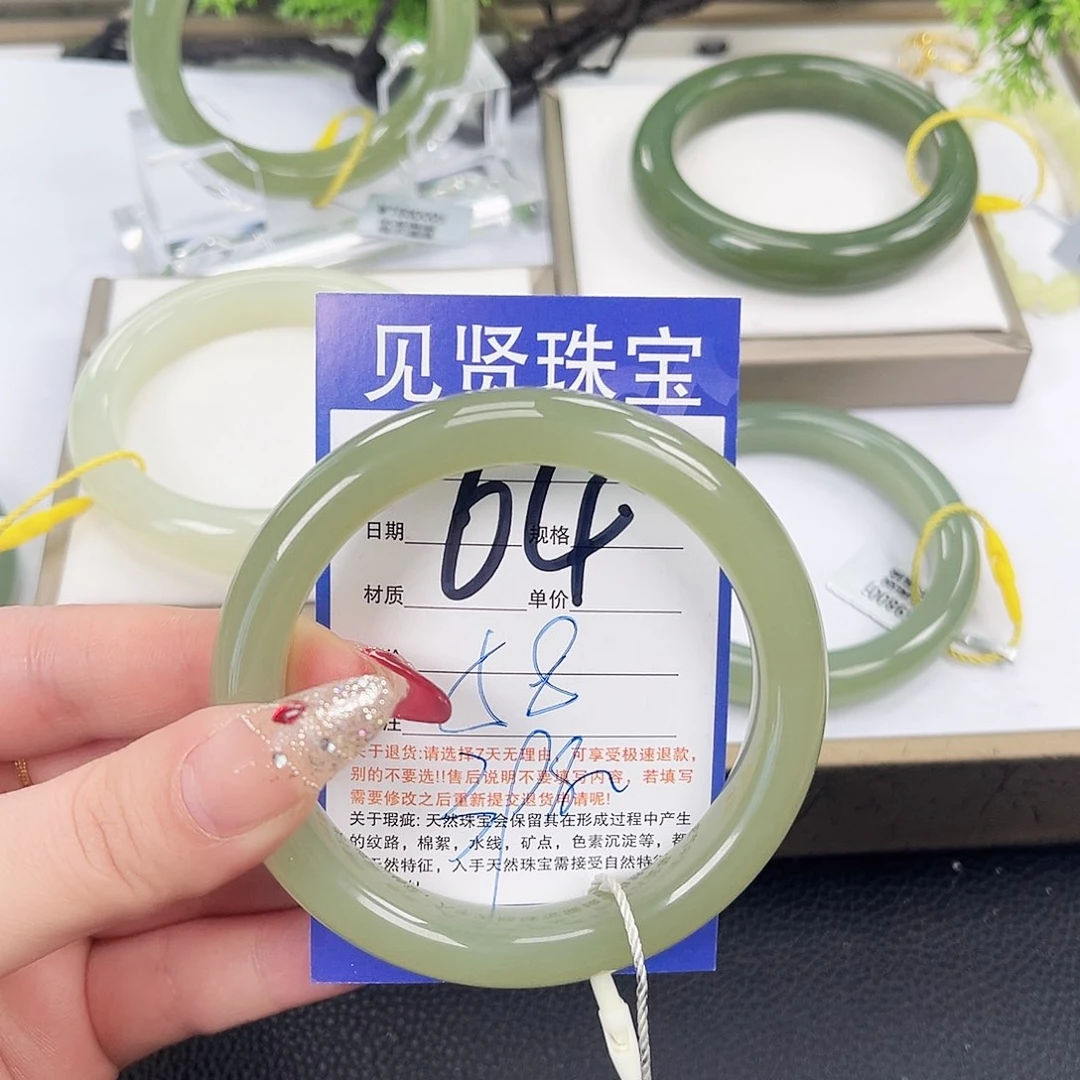 见贤珠宝
64
日期 规格
材质 单价
58
注
关于退货:请选择7天无理由，可享受极速退款，
别的不要选!!售后说明不要填写内容，若填写
需要修改之后重新提交退货申请呢!
关于瑕疵:天然珠宝会保留其在形成过程中产生
的纹路，棉絮，水线，矿点，色素沉淀等，都
天然特征，入手天然珠宝需接受自然特